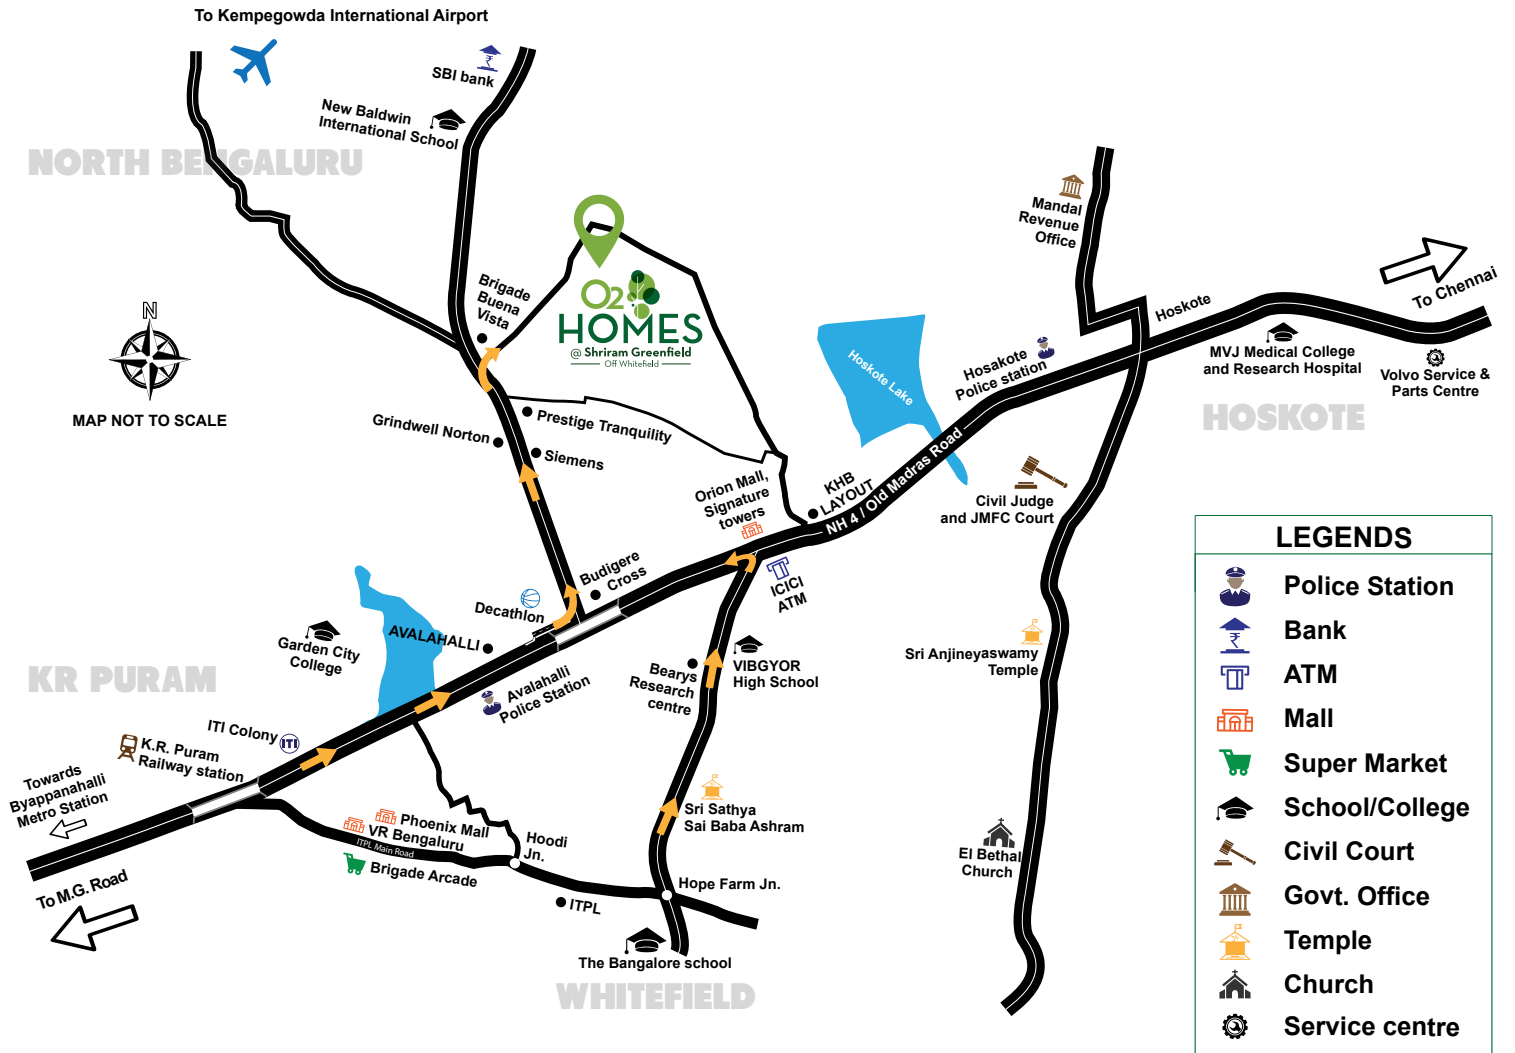 To Kempegowda International Airport
SBI bank
New Baldwin
International School
NORTH BENGALURU
Mandal
Revenue
Office
To Chennai
Hoskote
Brigade
Buena
Vista
O2
HOMES
@ Shriram Greenfield
Off Whitefield
N
MAP NOT TO SCALE
Hoskote Lake
Hosakote
Police station
MVJ Medical College
and Research Hospital
Volvo Service &
Parts Centre
HOSKOTE
Grindwell Norton
Prestige Tranquility
Siemens
Orion Mall,
Signature
towers
KHB
LAYOUT
NH 4 / Old Madras Road
Civil Judge
and JMFC Court
ICICI
ATM
Budigere
Cross
Decathlon
AVALAHALLI
Garden City
College
KR PURAM
Avalahalli
Police Station
Bearys
Research
centre
VIBGYOR
High School
Sri Anjineyaswamy
Temple
ITI Colony
ITI
K.R. Puram
Railway station
Towards
Byappanahalli
Metro Station
To M.G. Road
Phoenix Mall
VR Bengaluru
ITPL Main Road
Brigade Arcade
Hoodi
Jn.
ITPL
Sri Sathya
Sai Baba Ashram
Hope Farm Jn.
The Bangalore school
WHITEFIELD
El Bethal
Church
LEGENDS
Police Station
Bank
ATM
Mall
Super Market
School/College
Civil Court
Govt. Office
Temple
Church
Service centre